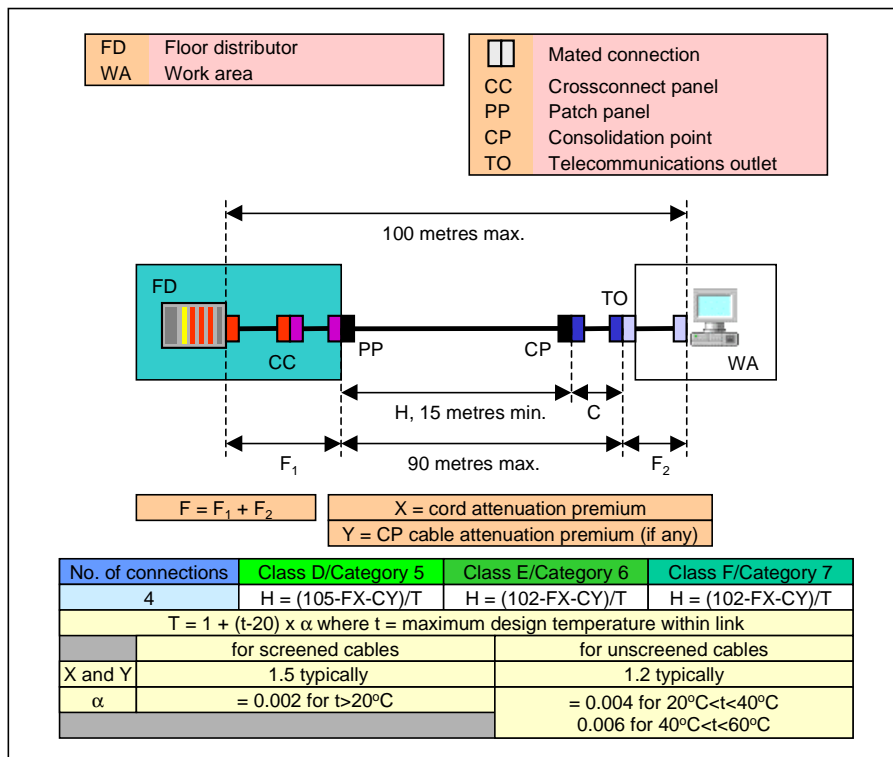 FD Floor distributor
WA Work area
Mated connection
CC Crossconnect panel
PP Patch panel
CP Consolidation point
TO Telecommunications outlet
100 metres max.
FD
TO
CC
PP
CP
WA
H, 15 metres min.
C
F₁
90 metres max.
F₂
F = F₁ + F₂
X = cord attenuation premium
Y = CP cable attenuation premium (if any)
No. of connections Class D/Category 5 Class E/Category 6 Class F/Category 7
4 H = (105-FX-CY)/T H = (102-FX-CY)/T H = (102-FX-CY)/T
T = 1 + (t-20) x α where t = maximum design temperature within link
for screened cables for unscreened cables
X and Y 1.5 typically 1.2 typically
α = 0.002 for t>20°C = 0.004 for 20°C<t<40°C
0.006 for 40°C<t<60°C